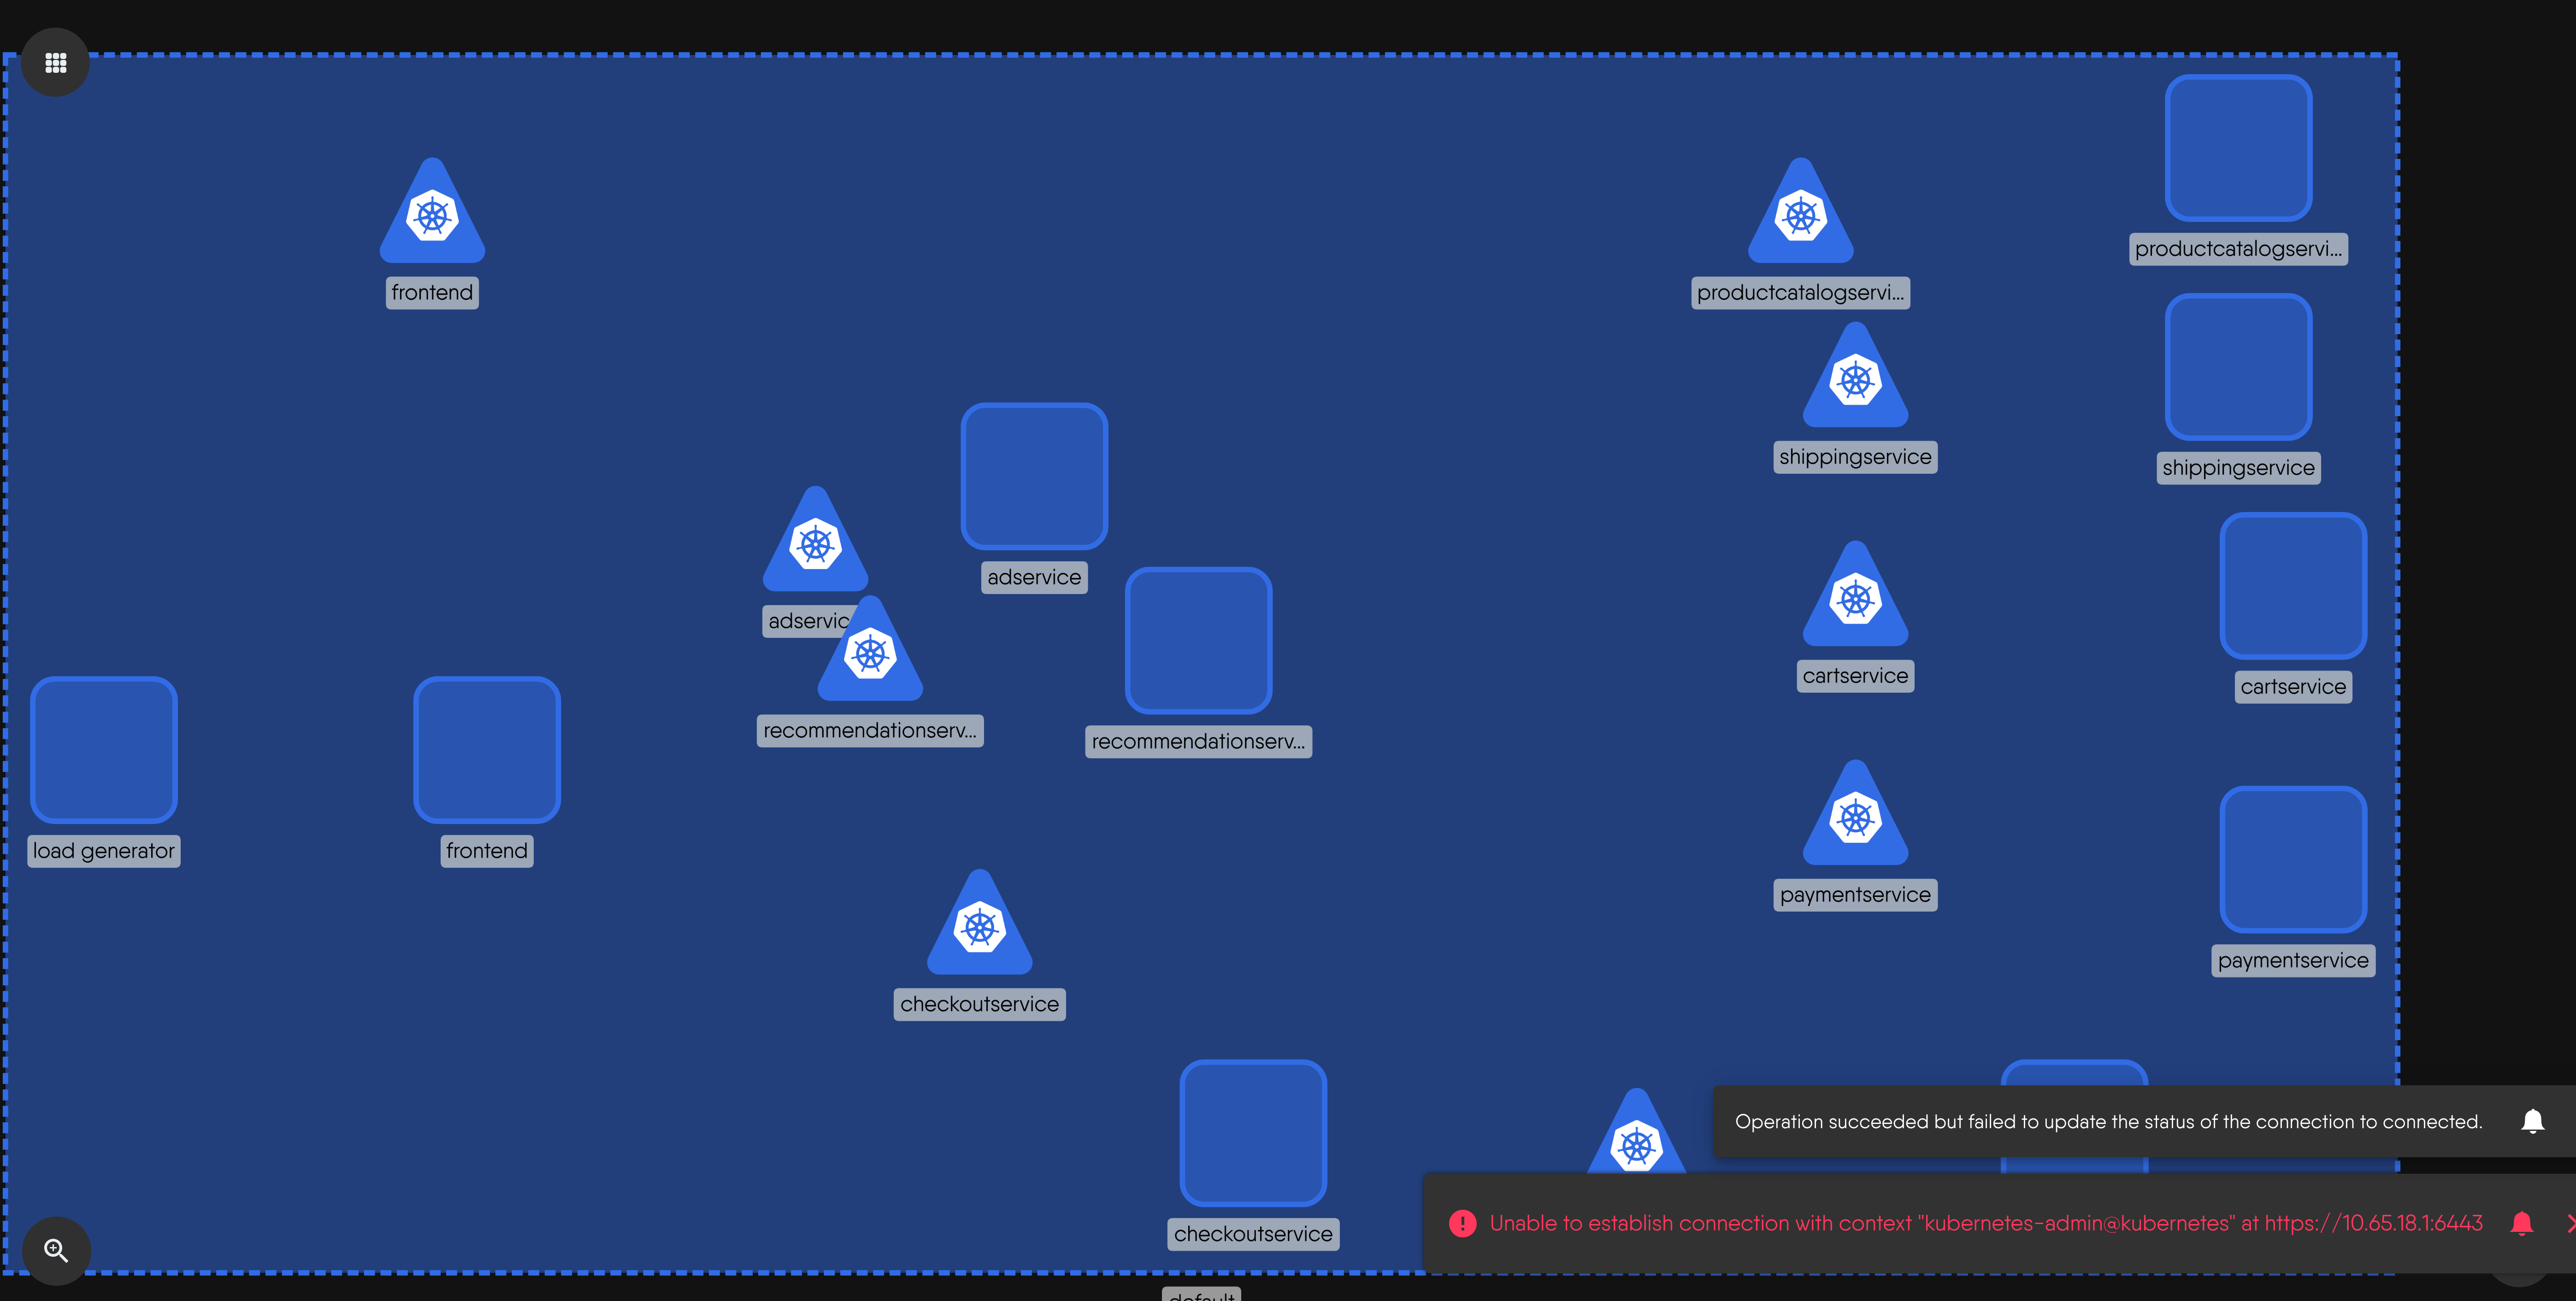 productcatalogservi...
frontend
productcatalogservi...
shippingservice
shippingservice
adservice
adservic
cartservice
cartservice
recommendationserv...
recommendationserv...
load generator
frontend
paymentservice
paymentservice
checkoutservice
Operation succeeded but failed to update the status of the connection to connected.
Unable to establish connection with context "kubernetes-admin@kubernetes" at https://10.65.18.1:6443
checkoutservice
default